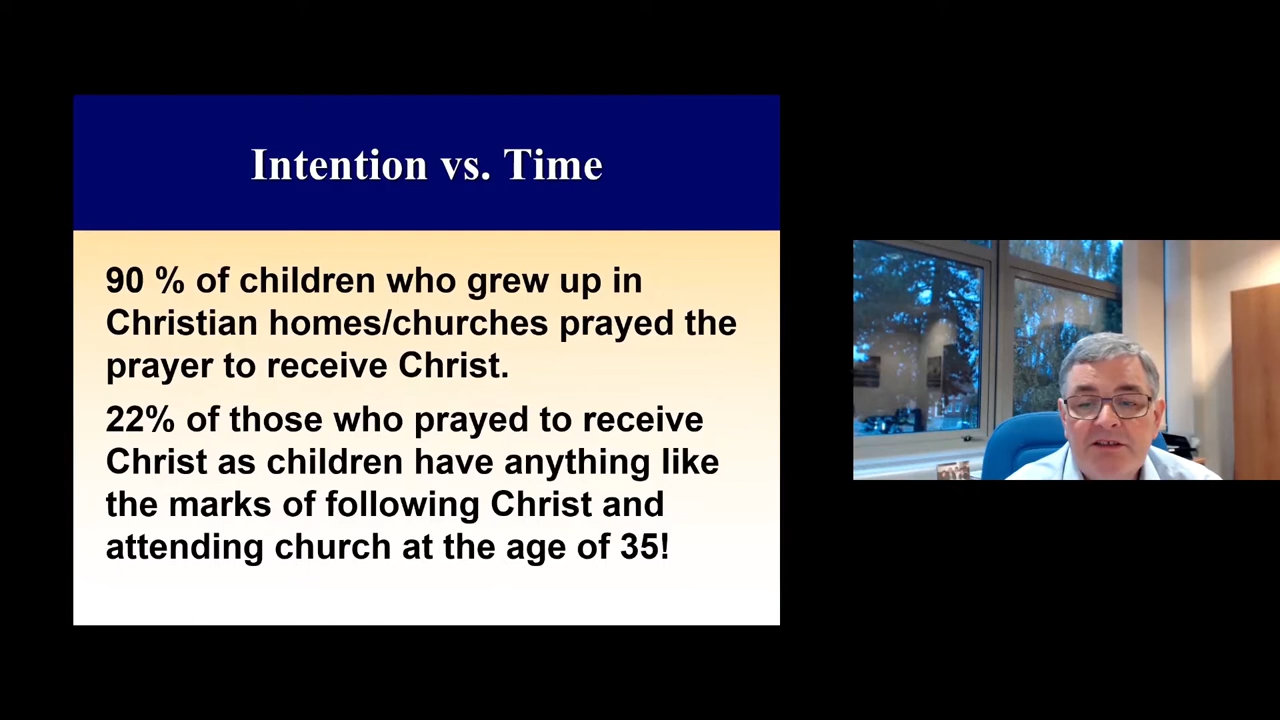 Intention vs. Time
90 % of children who grew up in
Christian homes/churches prayed the
prayer to receive Christ.
22% of those who prayed to receive
Christ as children have anything like
the marks of following Christ and
attending church at the age of 35!